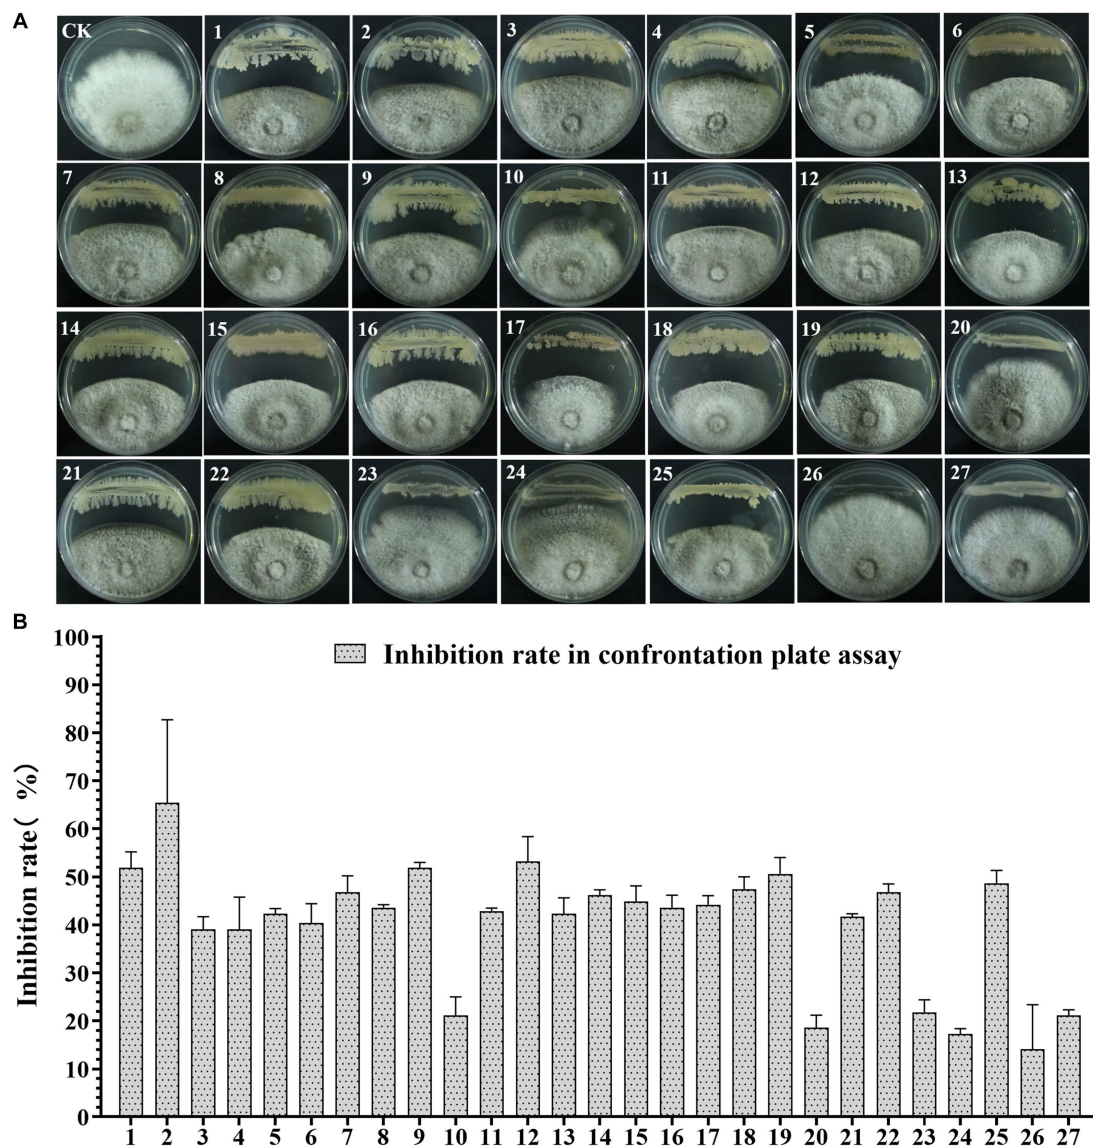 A
CK 1 2 3 4 5 6
7 8 9 10 11 12 13
14 15 16 17 18 19 20
21 22 23 24 25 26 27
B
Inhibition rate in confrontation plate assay
Inhibition rate( %)
100
90
80
70
60
50
40
30
20
10
0
1 2 3 4 5 6 7 8 9 10 11 12 13 14 15 16 17 18 19 20 21 22 23 24 25 26 27